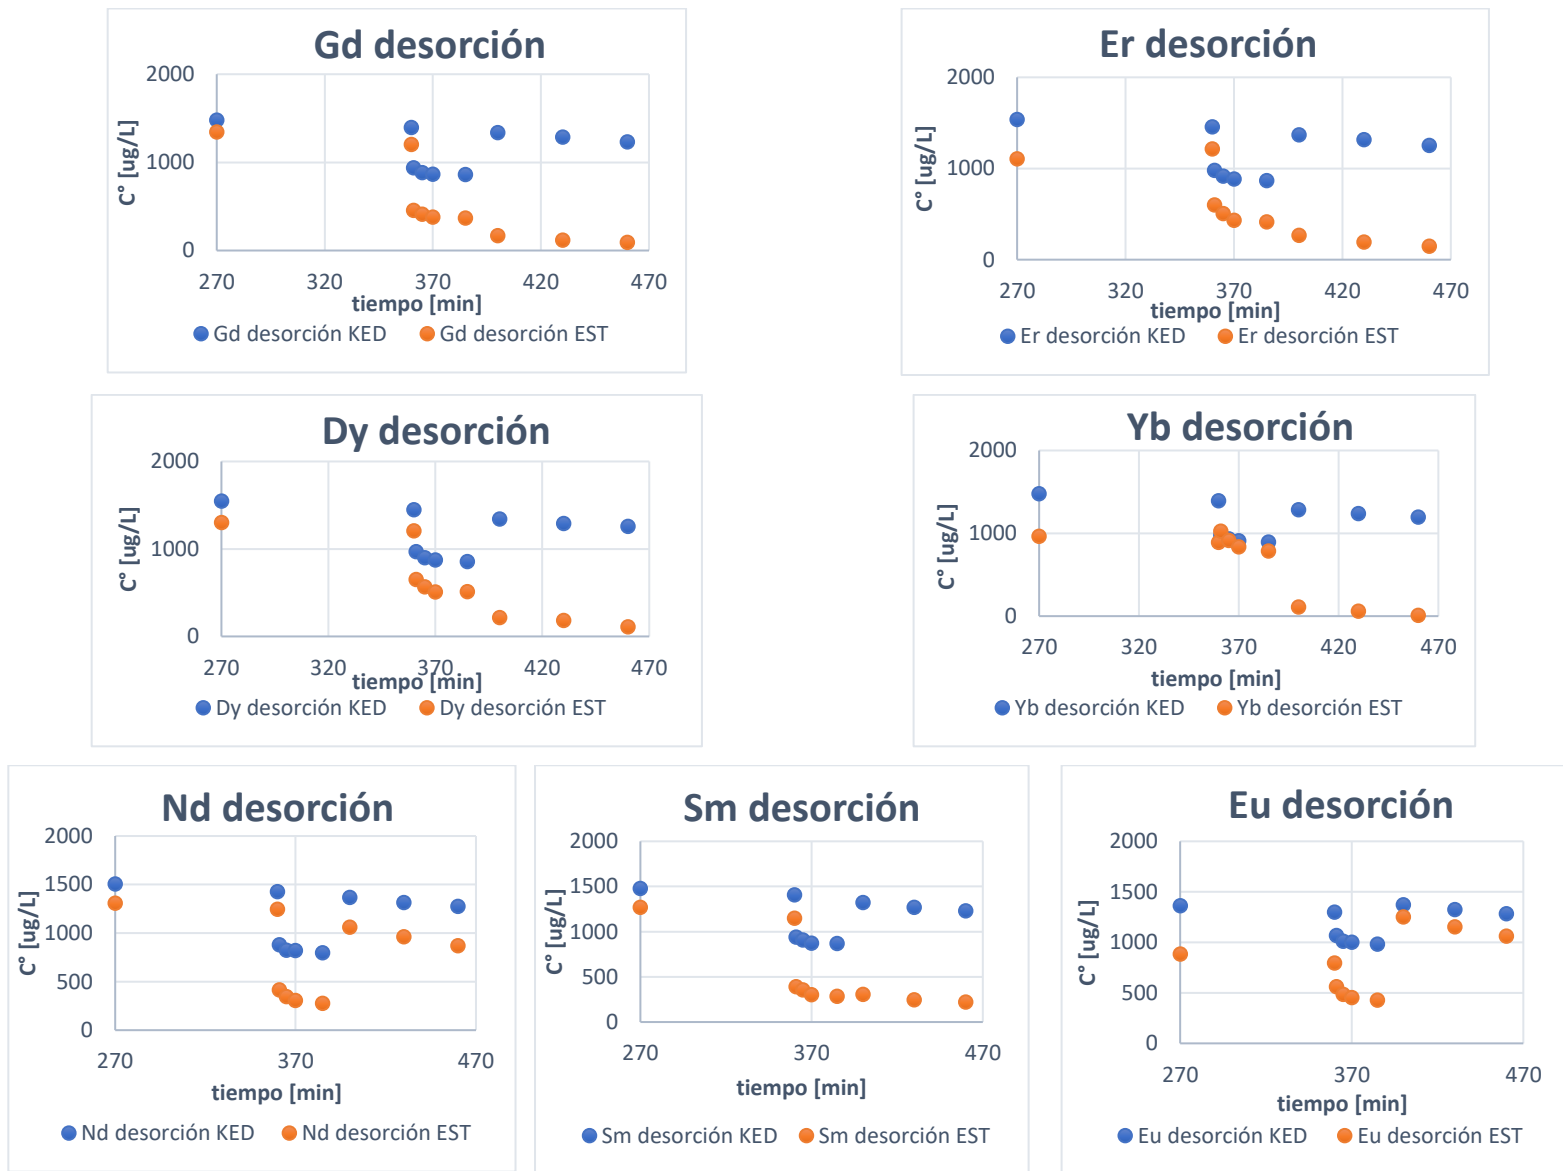 Gd desorción
2000
1000
0
C° [ug/L]
270 320 370 420 470
tiempo [min]
Gd desorción KED Gd desorción EST
Er desorción
2000
1000
0
C° [ug/L]
270 320 370 420 470
tiempo [min]
Er desorción KED Er desorción EST
Dy desorción
2000
1000
0
C° [ug/L]
270 320 370 420 470
tiempo [min]
Dy desorción KED Dy desorción EST
Yb desorción
2000
1000
0
C° [ug/L]
270 320 370 420 470
tiempo [min]
Yb desorción KED Yb desorción EST
Nd desorción
2000
1500
1000
500
0
C° [ug/L]
270 370 470
tiempo [min]
Nd desorción KED Nd desorción EST
Sm desorción
2000
1500
1000
500
0
C° [ug/L]
270 370 470
tiempo [min]
Sm desorción KED Sm desorción EST
Eu desorción
2000
1500
1000
500
0
C° [ug/L]
270 370 470
tiempo [min]
Eu desorción KED Eu desorción EST